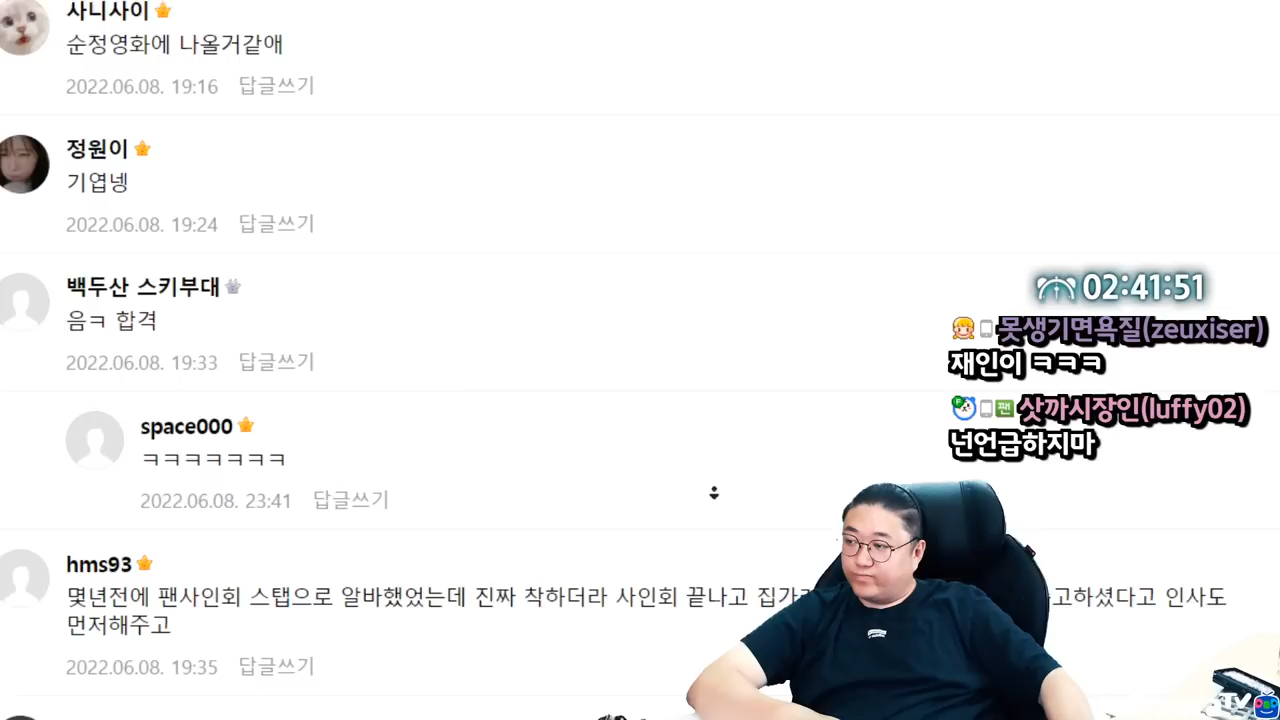 사니사이
순정영화에 나올거같애
2022.06.08. 19:16 답글쓰기
정원이
기엽넹
2022.06.08. 19:24 답글쓰기
백두산 스키부대
음ㅋ 합격
2022.06.08. 19:33 답글쓰기
02:41:51
못생기면욕질(zeuxiser)
재인이 ㅋㅋㅋ
짼 삿까시장인(luffy02)
넌언급하지마
space000
ㅋㅋㅋㅋㅋㅋㅋ
2022.06.08. 23:41 답글쓰기
hms93
몇년전에 팬사인회 스탭으로 알바했었는데 진짜 착하더라 사인회 끝나고 고하셨다고 인사도
먼저해주고
2022.06.08. 19:35 답글쓰기
TV